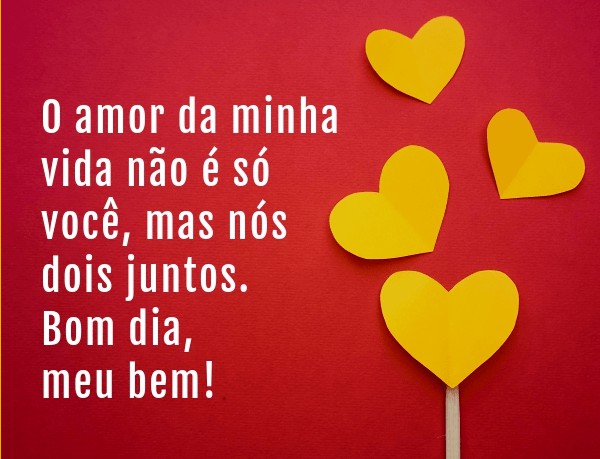 O amor da minha
vida não é só
você, mas nós
dois juntos.
Bom dia,
meu bem!